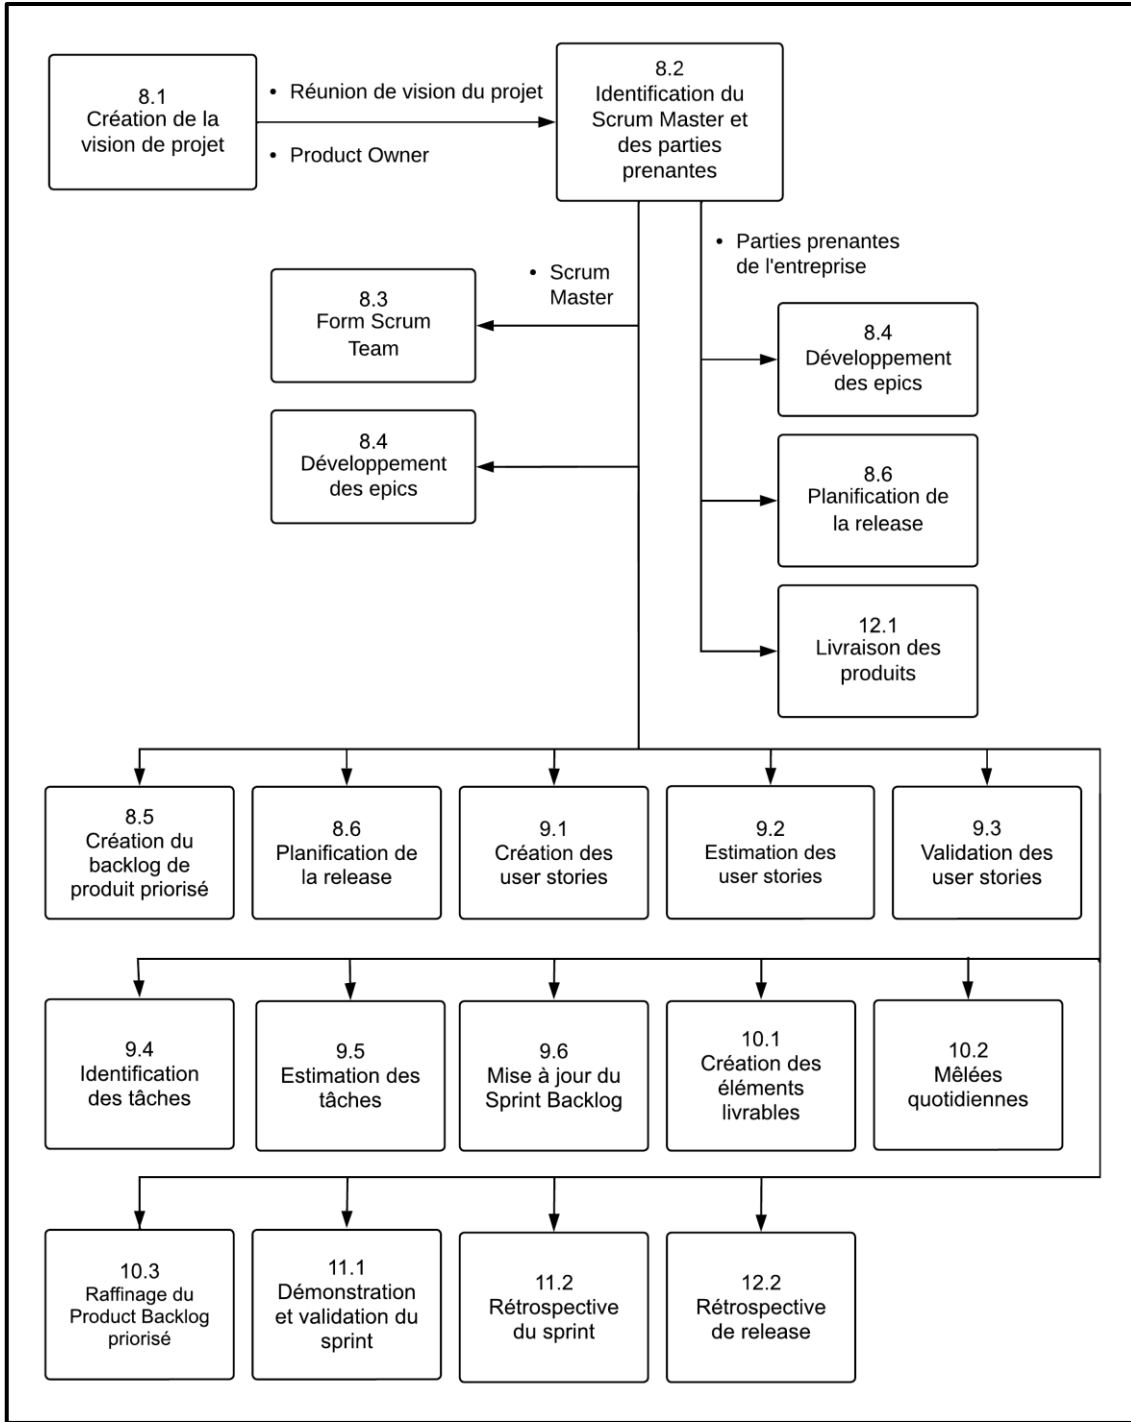 8.1
Création de la
vision de projet
• Réunion de vision du projet
• Product Owner
8.2
Identification du
Scrum Master et
des parties
prenantes
• Parties prenantes
de l'entreprise
• Scrum
Master
8.3
Form Scrum
Team
8.4
Développement
des epics
8.4
Développement
des epics
8.6
Planification de
la release
12.1
Livraison des
produits
8.5
Création du
backlog de
produit priorisé
8.6
Planification de
la release
9.1
Création des
user stories
9.2
Estimation des
user stories
9.3
Validation des
user stories
9.4
Identification
des tâches
9.5
Estimation des
tâches
9.6
Mise à jour du
Sprint Backlog
10.1
Création des
éléments
livrables
10.2
Mêlées
quotidiennes
10.3
Raffinage du
Product Backlog
priorisé
11.1
Démonstration
et validation du
sprint
11.2
Rétrospective
du sprint
12.2
Rétrospective
de release